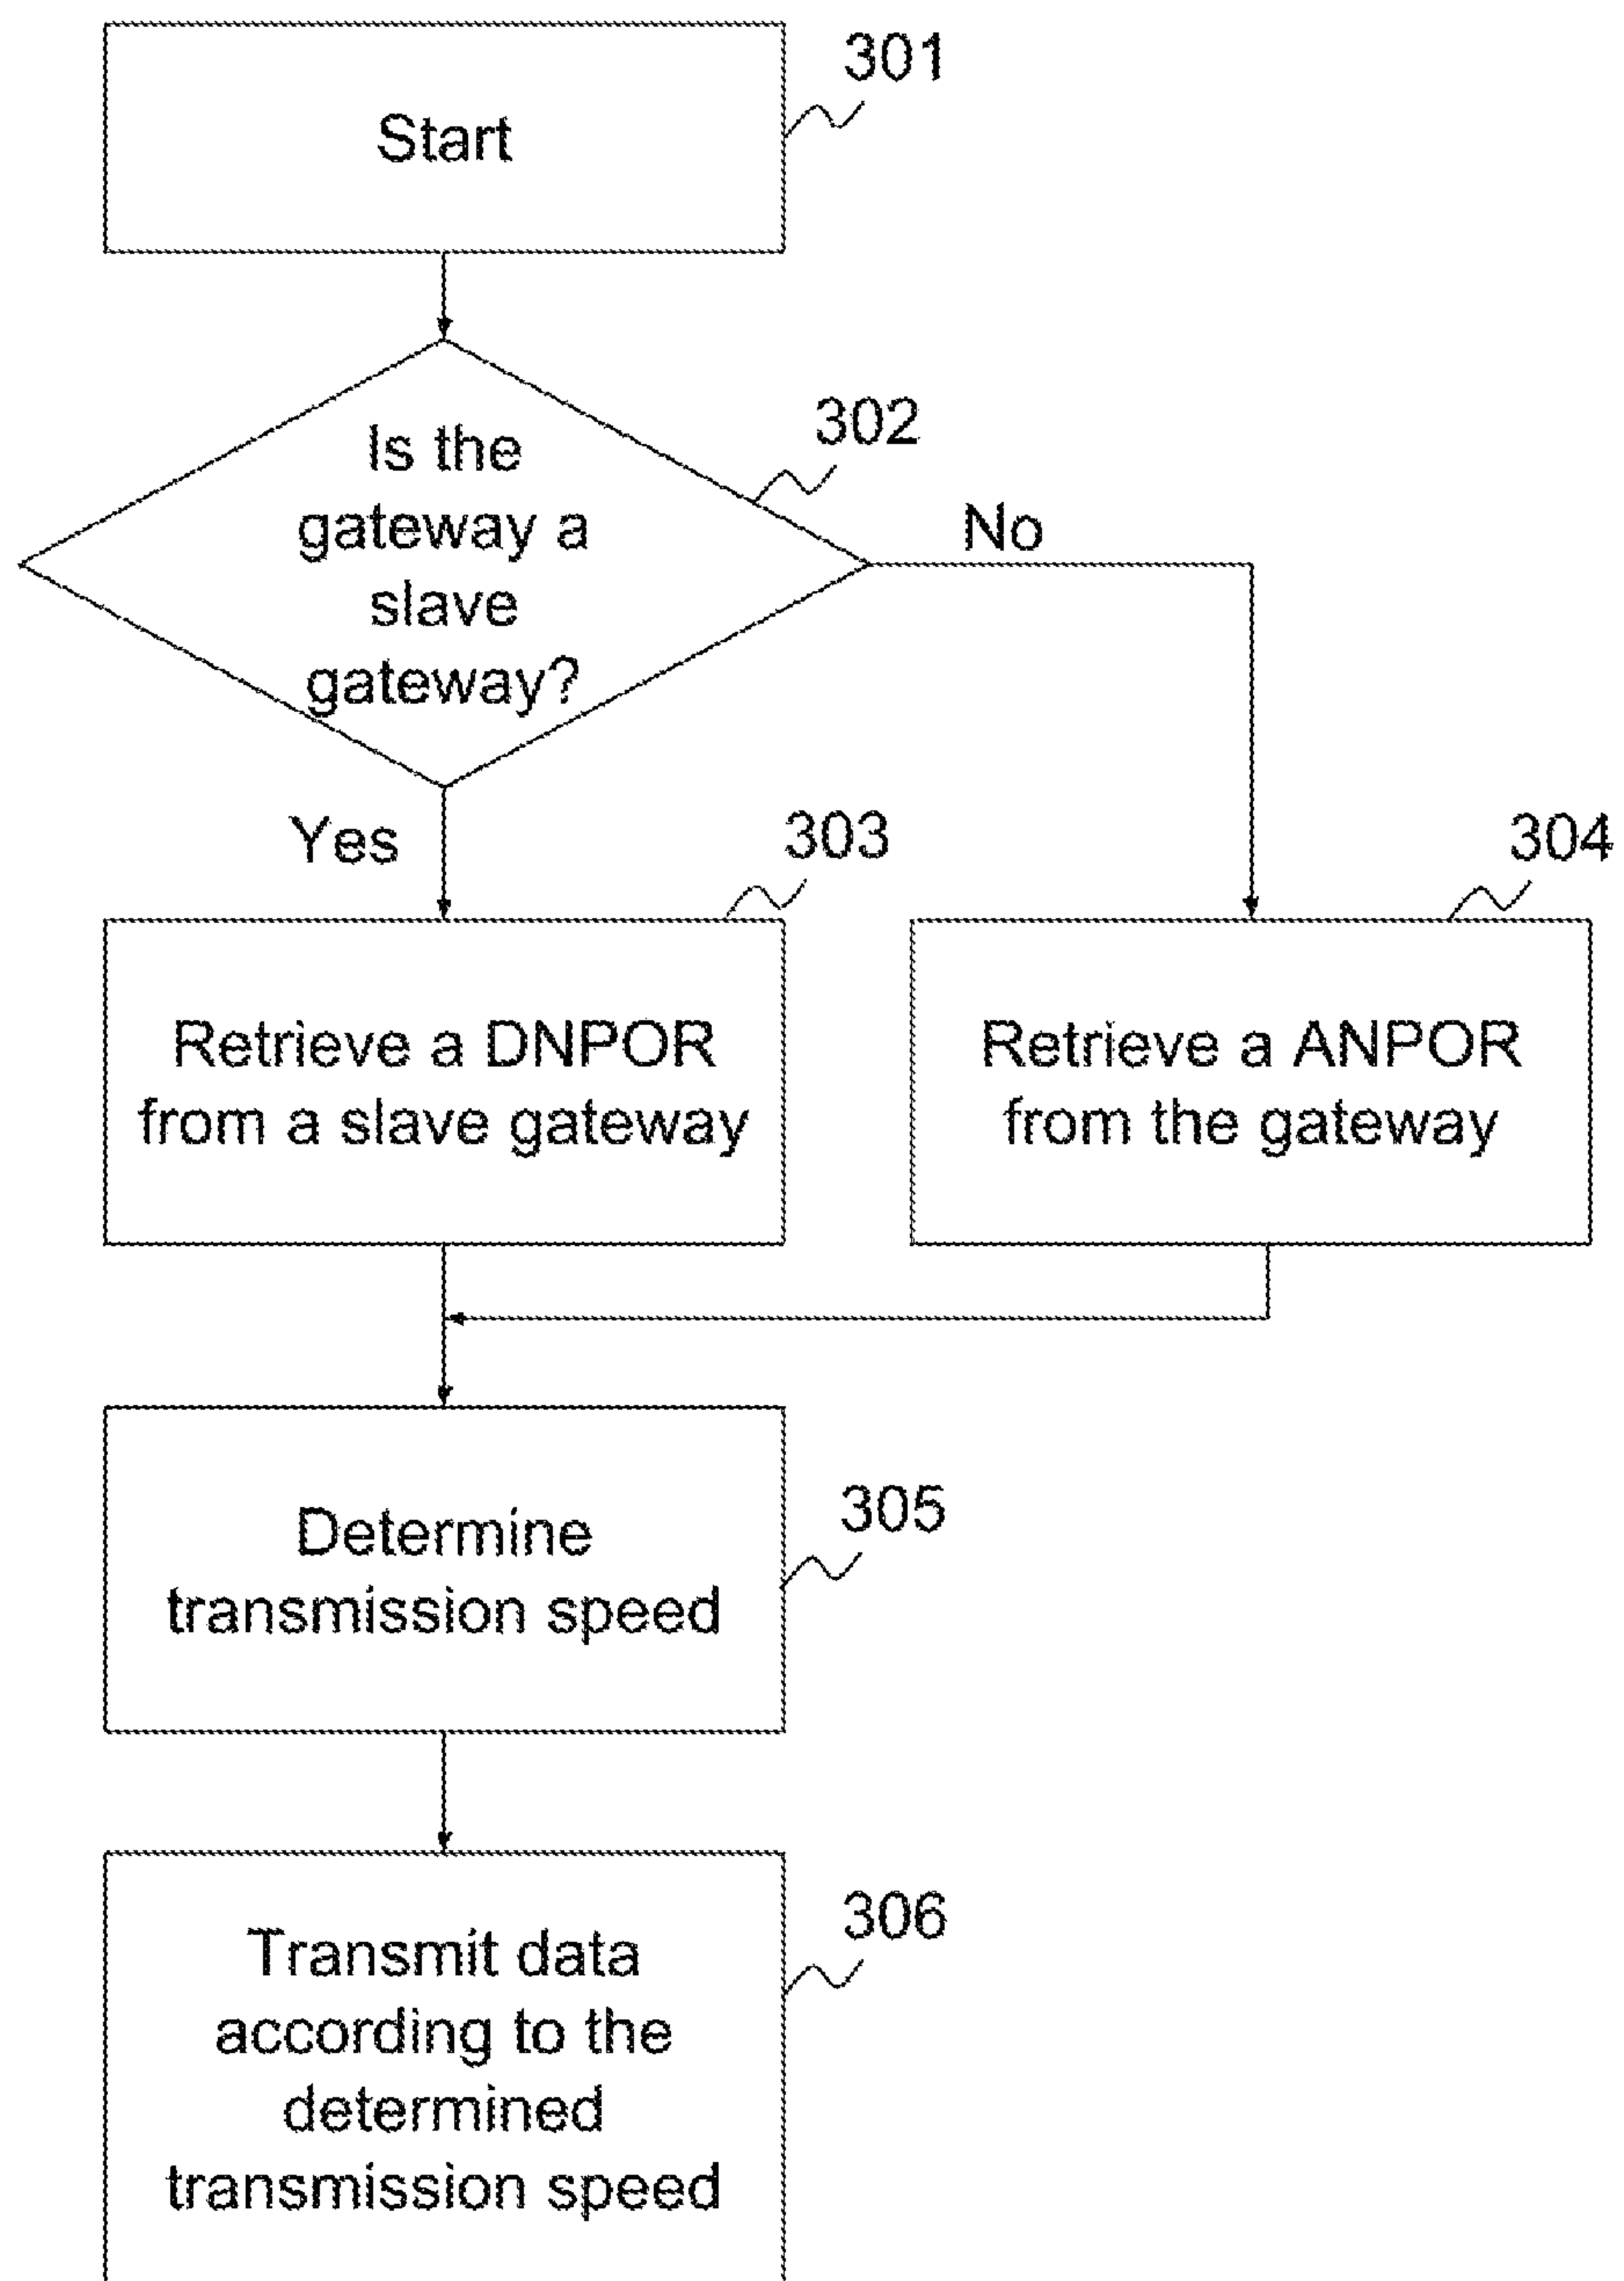 301
Start
302
Is the
gateway a
slave
gateway?
No
Yes
303
304
Retrieve a DNPOR
from a slave gateway
Retrieve a ANPOR
from the gateway
Determine
transmission speed
305
306
Transmit data
according to the
determined
transmission speed